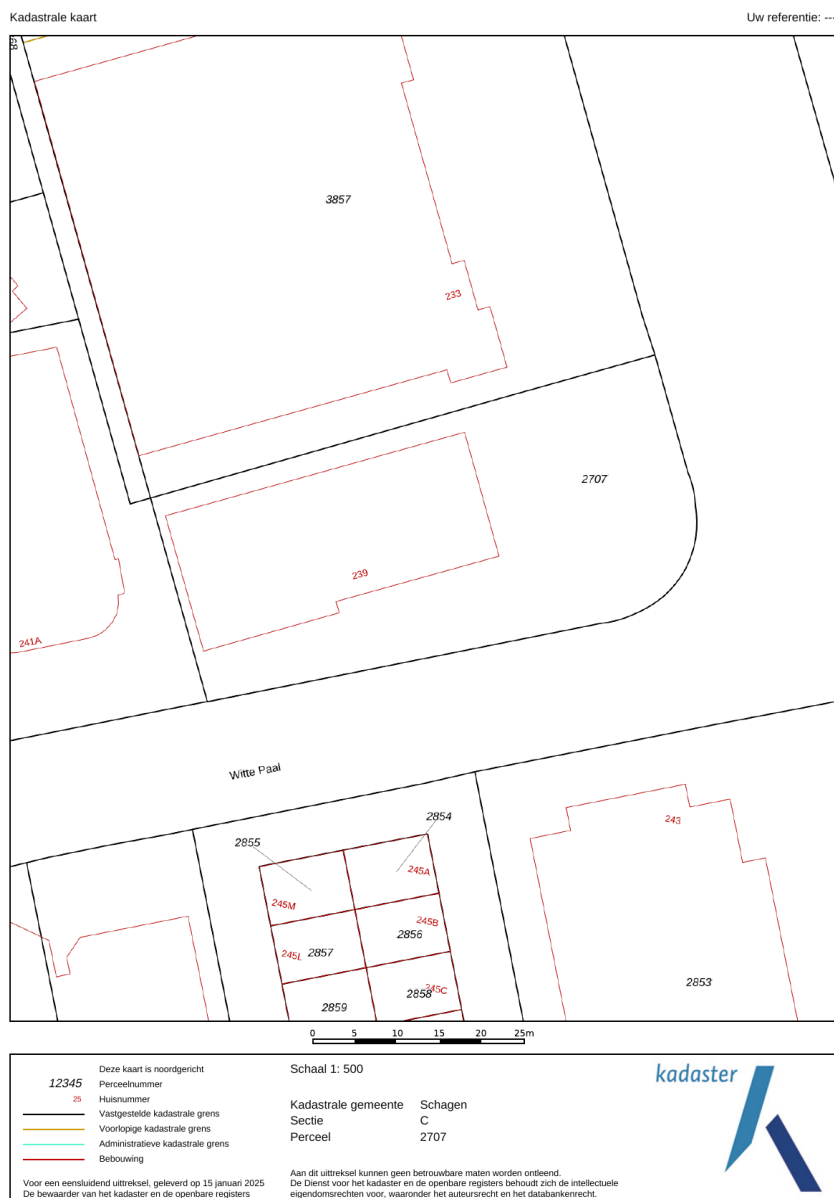 Kadastrale kaart
Uw referentie: ---
68
3857
233
2707
239
241A
Witte Paal
2854
2855
243
245A
245M
245B
2856
245L
2857
2853
245C
2858
2859
0 5 10 15 20 25m
Deze kaart is noordgericht
12345 Perceelnummer
25 Huisnummer
Vastgestelde kadastrale grens
Voorlopige kadastrale grens
Administratieve kadastrale grens
Bebouwing
Voor een eensluidend uittreksel, geleverd op 15 januari 2025
De bewaarder van het kadaster en de openbare registers
Schaal 1: 500
Kadastrale gemeente Schagen
Sectie C
Perceel 2707
Aan dit uittreksel kunnen geen betrouwbare maten worden ontleend.
De Dienst voor het kadaster en de openbare registers behoudt zich de intellectuele
eigendomsrechten voor, waaronder het auteursrecht en het databankenrecht.
kadaster